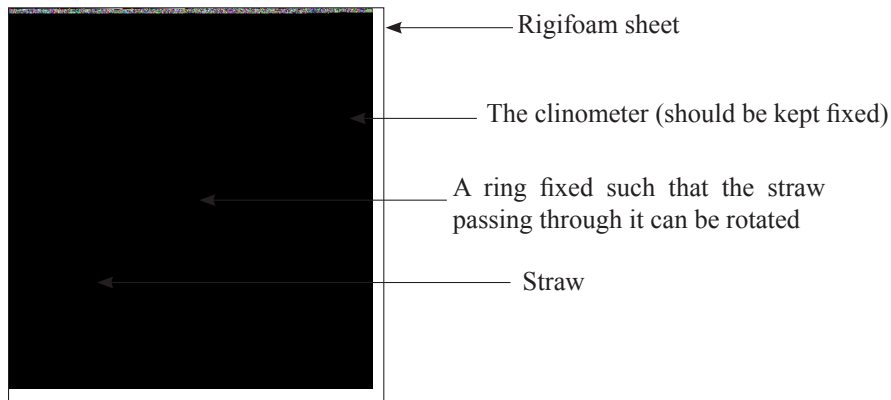 Rigifoam sheet
The clinometer (should be kept fixed)
A ring fixed such that the straw
passing through it can be rotated
Straw